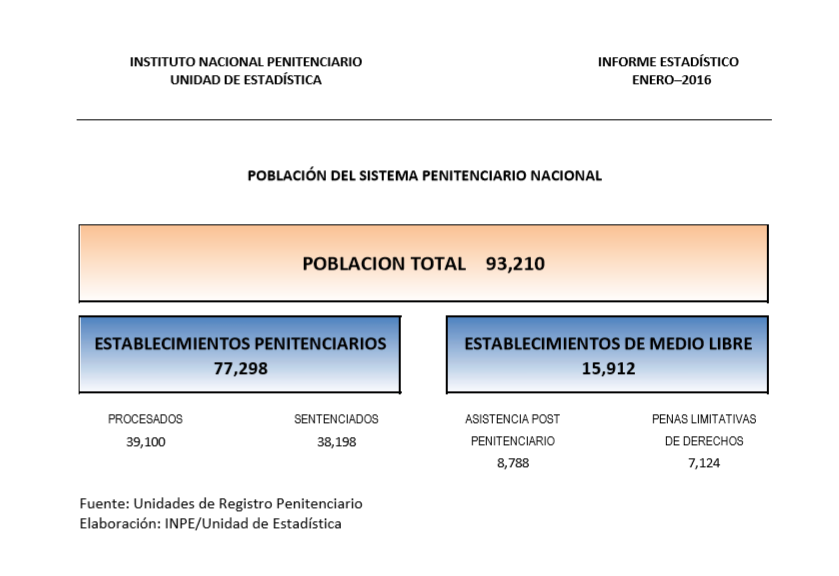 INSTITUTO NACIONAL PENITENCIARIO
UNIDAD DE ESTADÍSTICA
INFORME ESTADÍSTICO
ENERO–2016
POBLACIÓN DEL SISTEMA PENITENCIARIO NACIONAL
POBLACION TOTAL 93,210
ESTABLECIMIENTOS PENITENCIARIOS
77,298
ESTABLECIMIENTOS DE MEDIO LIBRE
15,912
PROCESADOS
39,100
SENTENCIADOS
38,198
ASISTENCIA POST
PENITENCIARIO
8,788
PENAS LIMITATIVAS
DE DERECHOS
7,124
Fuente: Unidades de Registro Penitenciario
Elaboración: INPE/Unidad de Estadística